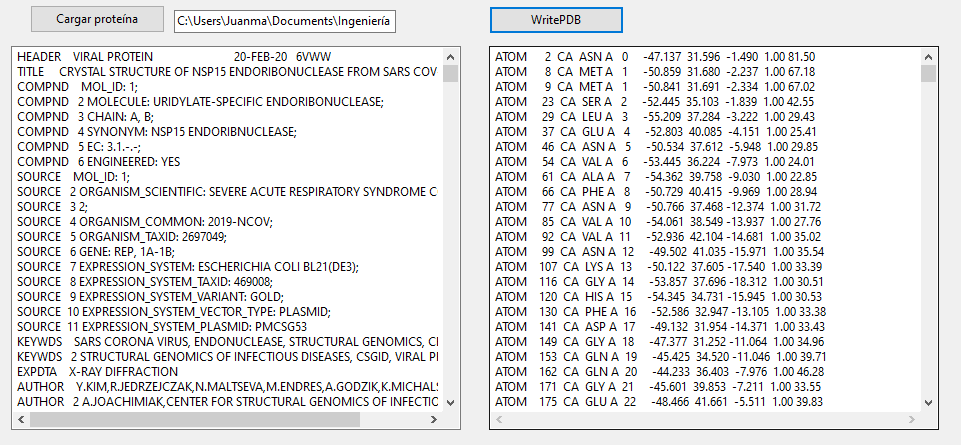 Cargar proteína
C:\Users\Juanma\Documents\Ingeniería
WritePDB
HEADER VIRAL PROTEIN 20-FEB-20 6VWW
TITLE CRYSTAL STRUCTURE OF NSP15 ENDORIBONUCLEASE FROM SARS COV
COMPND MOL_ID: 1;
COMPND 2 MOLECULE: URIDYLATE-SPECIFIC ENDORIBONUCLEASE;
COMPND 3 CHAIN: A, B;
COMPND 4 SYNONYM: NSP15 ENDORIBNUCLEASE;
COMPND 5 EC: 3.1.-.-;
COMPND 6 ENGINEERED: YES
SOURCE MOL_ID: 1;
SOURCE 2 ORGANISM_SCIENTIFIC: SEVERE ACUTE RESPIRATORY SYNDROME C
SOURCE 3 2;
SOURCE 4 ORGANISM_COMMON: 2019-NCOV;
SOURCE 5 ORGANISM_TAXID: 2697049;
SOURCE 6 GENE: REP, 1A-1B;
SOURCE 7 EXPRESSION_SYSTEM: ESCHERICHIA COLI BL21(DE3);
SOURCE 8 EXPRESSION_SYSTEM_TAXID: 469008;
SOURCE 9 EXPRESSION_SYSTEM_VARIANT: GOLD;
SOURCE 10 EXPRESSION_SYSTEM_VECTOR_TYPE: PLASMID;
SOURCE 11 EXPRESSION_SYSTEM_PLASMID: PMCSG53
KEYWDS SARS CORONA VIRUS, ENDONUCLEASE, STRUCTURAL GENOMICS,
KEYWDS 2 STRUCTURAL GENOMICS OF INFECTIOUS DISEASES, CSGID, VIRAL
EXPDTA X-RAY DIFFRACTION
AUTHOR Y.KIM,R.JEDRZEJCZAK,N.MALTSEVA,M.ENDRES,A.GODZIK,K.MICHALS
AUTHOR 2 A.JOACHIMIAK,CENTER FOR STRUCTURAL GENOMICS OF INFECTIO
ATOM 2 CA ASN A 0 -47.137 31.596 -1.490 1.00 81.50
ATOM 8 CA MET A 1 -50.859 31.680 -2.237 1.00 67.18
ATOM 9 CA MET A 1 -50.841 31.691 -2.334 1.00 67.02
ATOM 23 CA SER A 2 -52.445 35.103 -1.839 1.00 42.55
ATOM 29 CA LEU A 3 -55.209 37.284 -3.222 1.00 29.43
ATOM 37 CA GLU A 4 -52.803 40.085 -4.151 1.00 25.41
ATOM 46 CA ASN A 5 -50.534 37.612 -5.948 1.00 29.85
ATOM 54 CA VAL A 6 -53.445 36.224 -7.973 1.00 24.01
ATOM 61 CA ALA A 7 -54.362 39.758 -9.030 1.00 22.85
ATOM 66 CA PHE A 8 -50.729 40.415 -9.969 1.00 28.94
ATOM 77 CA ASN A 9 -50.766 37.468 -12.374 1.00 31.72
ATOM 85 CA VAL A 10 -54.061 38.549 -13.937 1.00 27.76
ATOM 92 CA VAL A 11 -52.936 42.104 -14.681 1.00 35.02
ATOM 99 CA ASN A 12 -49.502 41.035 -15.971 1.00 35.54
ATOM 107 CA LYS A 13 -50.122 37.605 -17.540 1.00 33.39
ATOM 116 CA GLY A 14 -53.857 37.696 -18.312 1.00 30.51
ATOM 120 CA HIS A 15 -54.345 34.731 -15.945 1.00 30.53
ATOM 130 CA PHE A 16 -52.586 32.947 -13.105 1.00 33.38
ATOM 141 CA ASP A 17 -49.132 31.954 -14.371 1.00 33.43
ATOM 149 CA GLY A 18 -47.377 31.252 -11.064 1.00 34.96
ATOM 153 CA GLN A 19 -45.425 34.520 -11.046 1.00 39.71
ATOM 162 CA GLN A 20 -44.233 36.403 -7.976 1.00 46.28
ATOM 171 CA GLY A 21 -45.601 39.853 -7.211 1.00 33.55
ATOM 175 CA GLU A 22 -48.466 41.661 -5.511 1.00 39.83